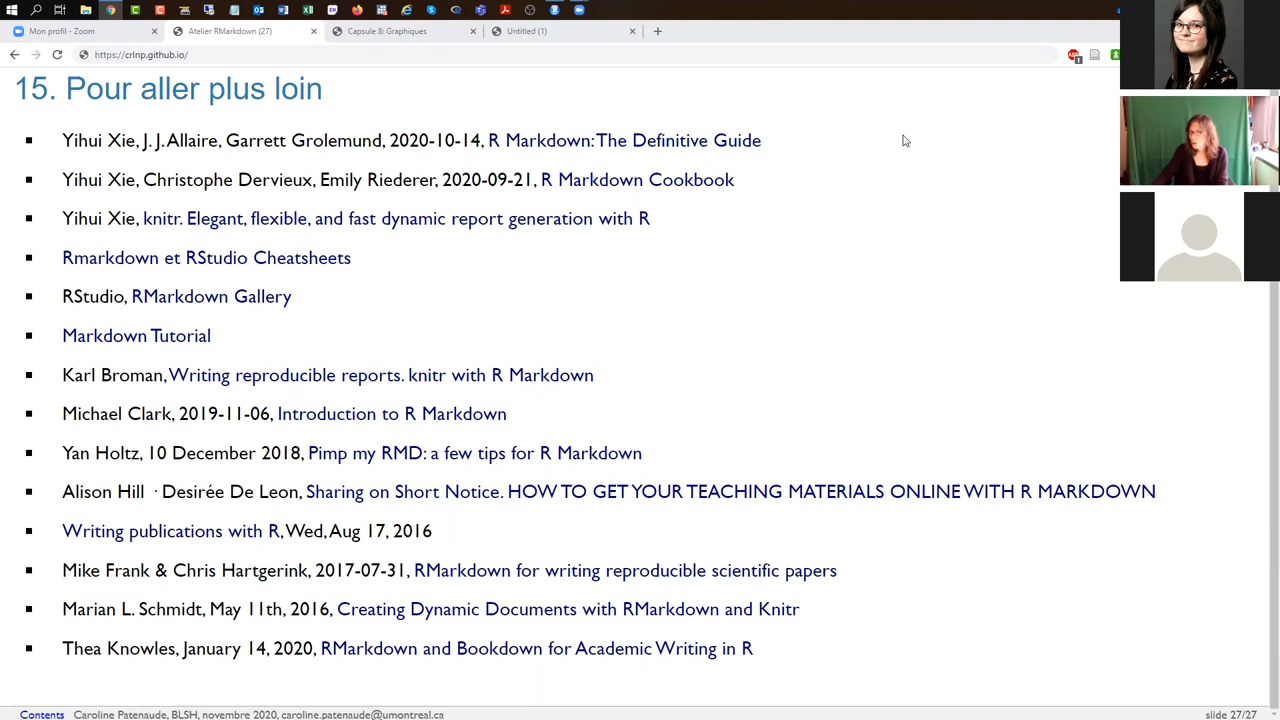 Mon profil - Zoom
Atelier RMarkdown (27)
Capsule 8: Graphiques
Untitled (1)
https://crlnp.github.io/
15. Pour aller plus loin
Yihui Xie, J. J. Allaire, Garrett Grolemund, 2020-10-14, R Markdown: The Definitive Guide
Yihui Xie, Christophe Dervieux, Emily Riederer, 2020-09-21, R Markdown Cookbook
Yihui Xie, knitr. Elegant, flexible, and fast dynamic report generation with R
Rmarkdown et RStudio Cheatsheets
RStudio, RMarkdown Gallery
Markdown Tutorial
Karl Broman, Writing reproducible reports. knitr with R Markdown
Michael Clark, 2019-11-06, Introduction to R Markdown
Yan Holtz, 10 December 2018, Pimp my RMD: a few tips for R Markdown
Alison Hill · Desirée De Leon, Sharing on Short Notice. HOW TO GET YOUR TEACHING MATERIALS ONLINE WITH R MARKDOWN
Writing publications with R, Wed, Aug 17, 2016
Mike Frank & Chris Hartgerink, 2017-07-31, RMarkdown for writing reproducible scientific papers
Marian L. Schmidt, May 11th, 2016, Creating Dynamic Documents with RMarkdown and Knitr
Thea Knowles, January 14, 2020, RMarkdown and Bookdown for Academic Writing in R
Contents Caroline Patenaude, BLSH, novembre 2020, caroline.patenaude@umontreal.ca
slide 27/27